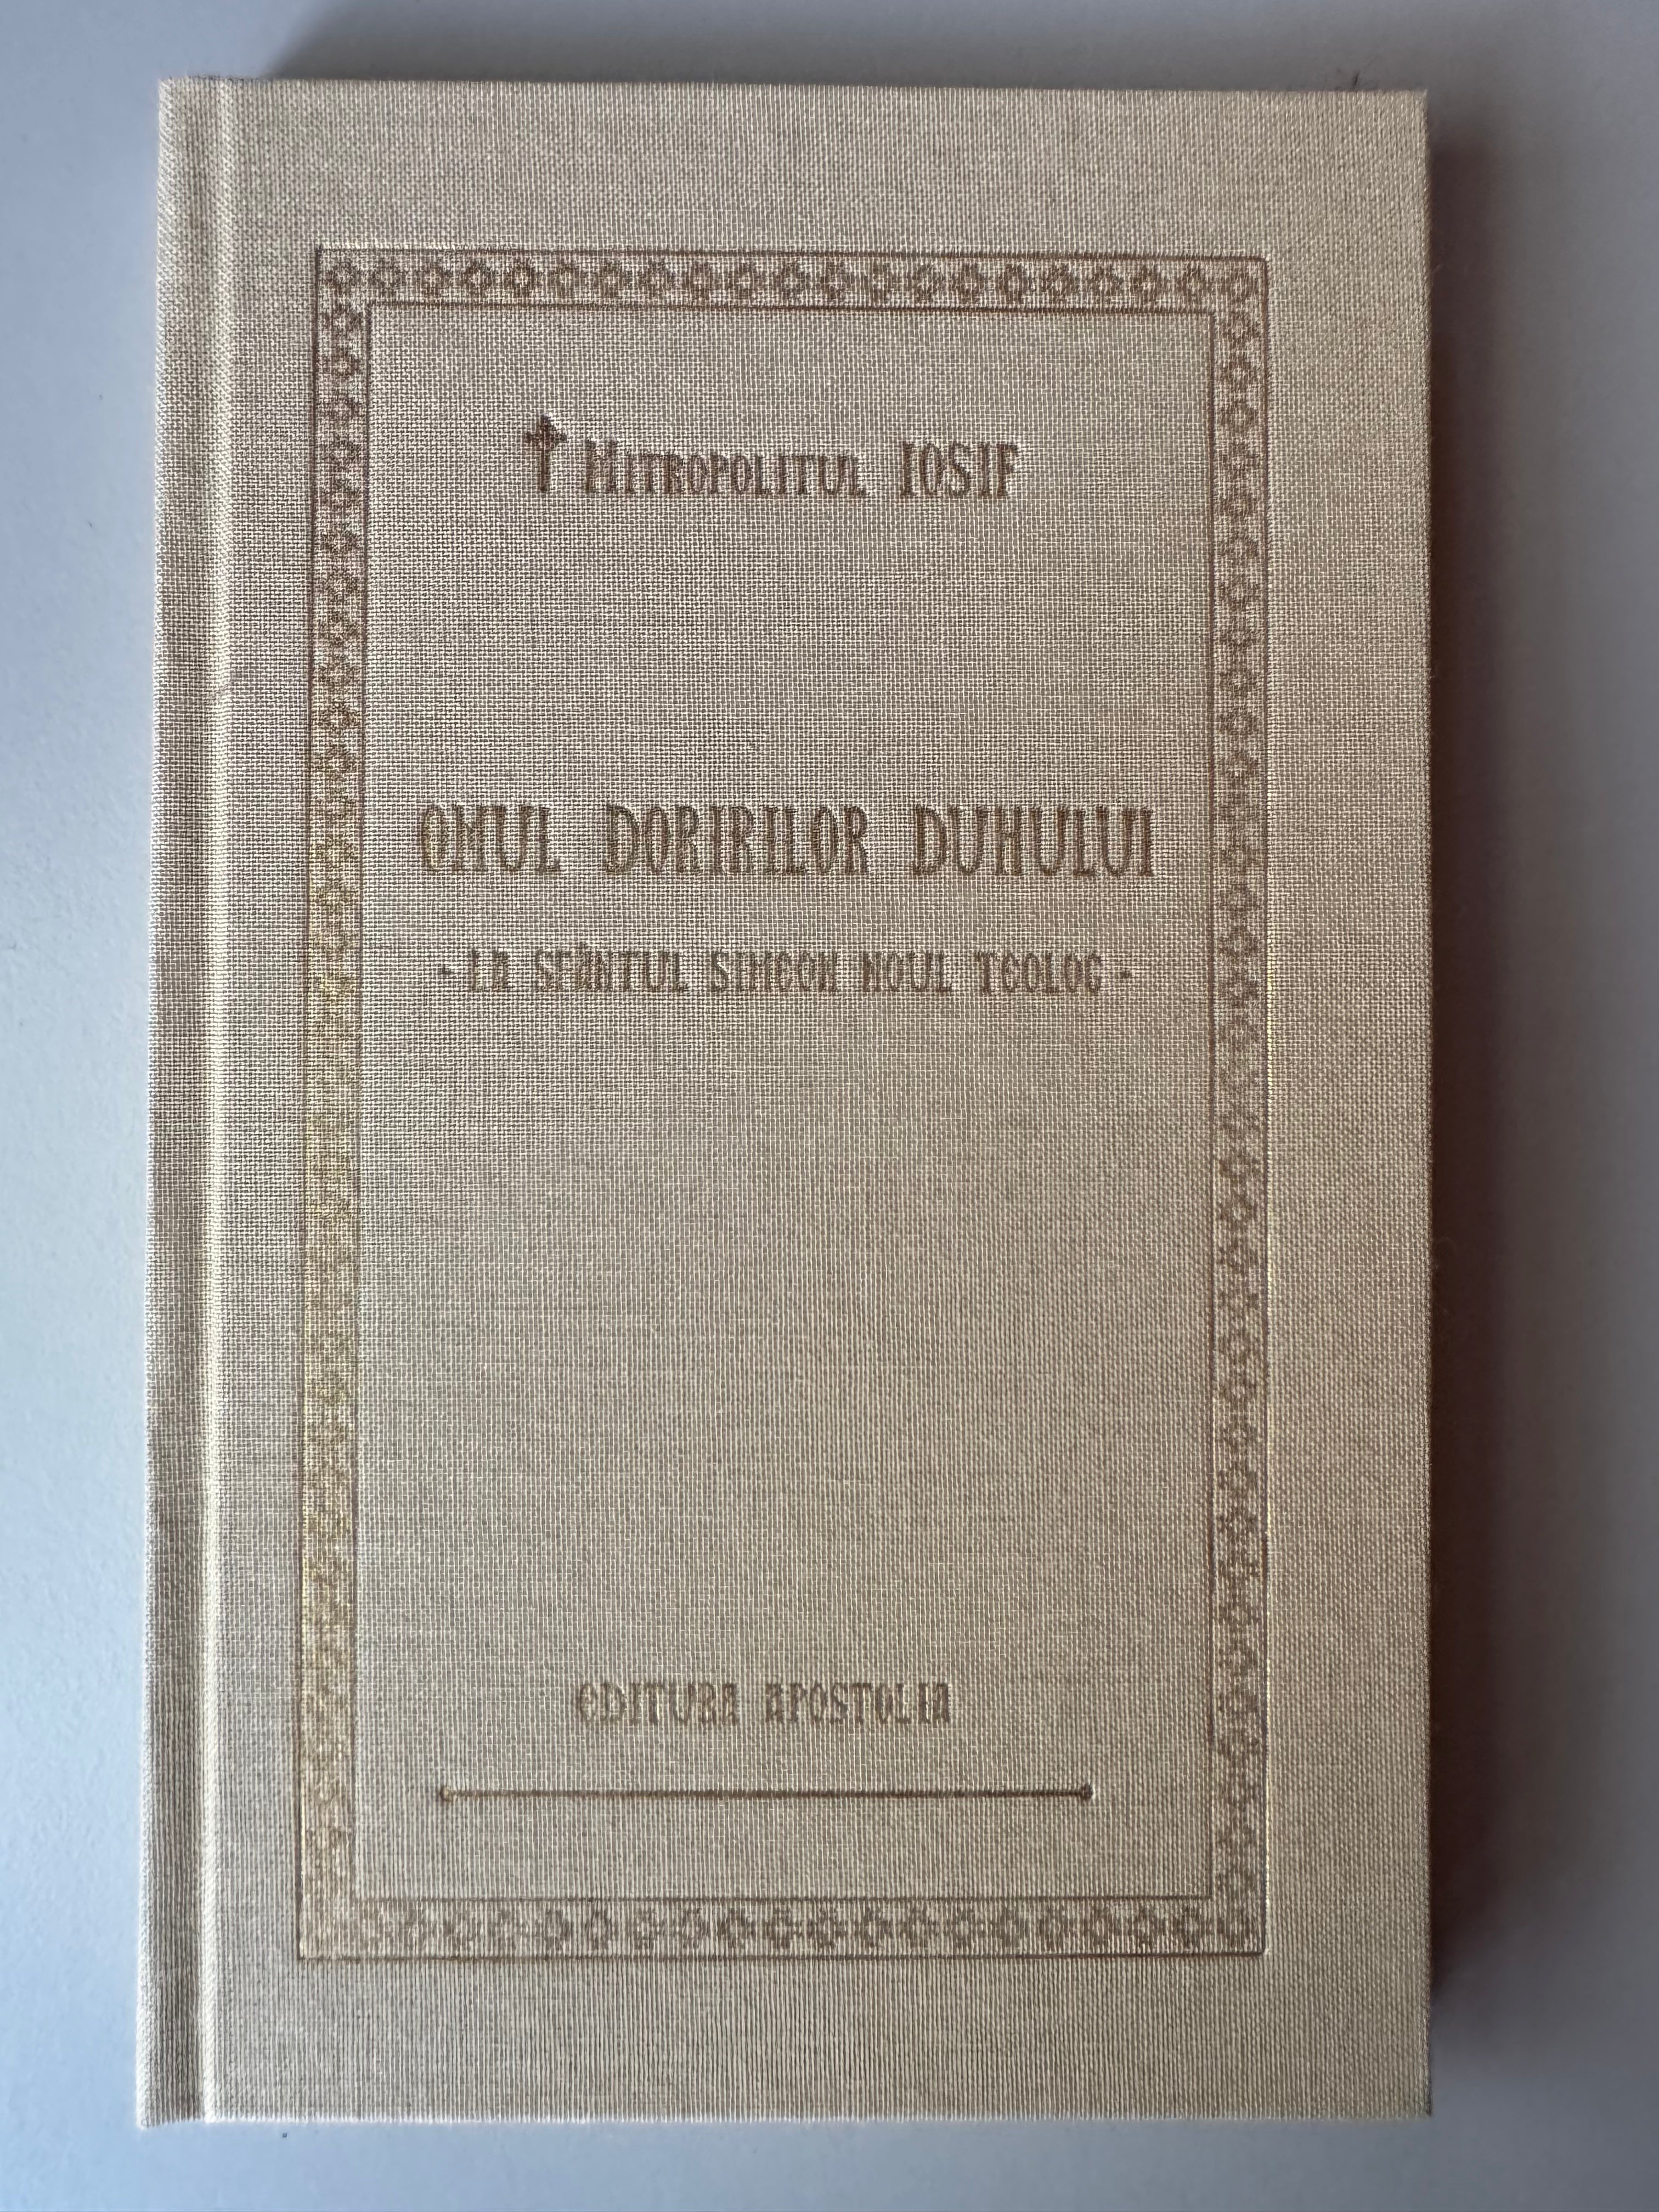 † Mitropolitul IOSIF
OMUL DORIRILOR DUHULUI
- LA SFÂNTUL SIMEON NOUL TEOLOG -
EDITURA APOSTOLIA